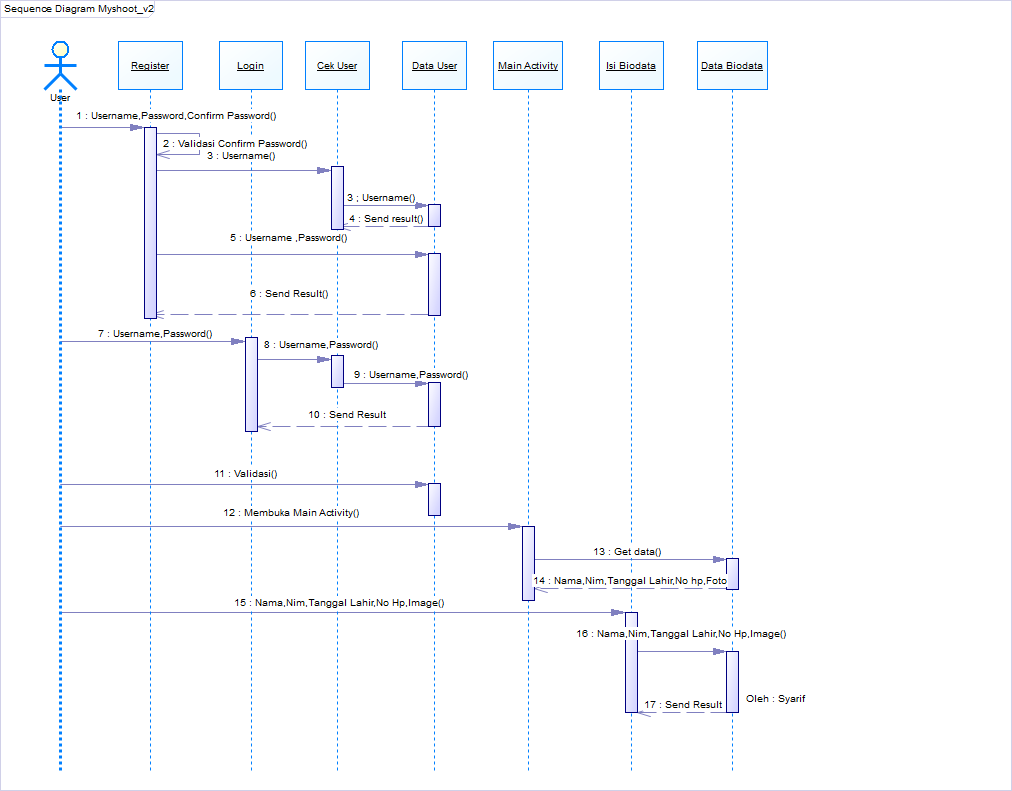 Sequence Diagram Myshoot_v2
User
Register
Login
Cek User
Data User
Main Activity
Isi Biodata
Data Biodata
1 : Username,Password,Confirm Password()
2 : Validasi Confirm Password()
3 : Username()
3 ; Username()
4 : Send result()
5 : Username ,Password()
6 : Send Result()
7 : Username,Password()
8 : Username,Password()
9 : Username,Password()
10 : Send Result
11 : Validasi()
12 : Membuka Main Activity()
13 : Get data()
14 : Nama,Nim,Tanggal Lahir,No hp,Foto
15 : Nama,Nim,Tanggal Lahir,No Hp,Image()
16 : Nama,Nim,Tanggal Lahir,No Hp,Image()
Oleh : Syarif
17 : Send Result